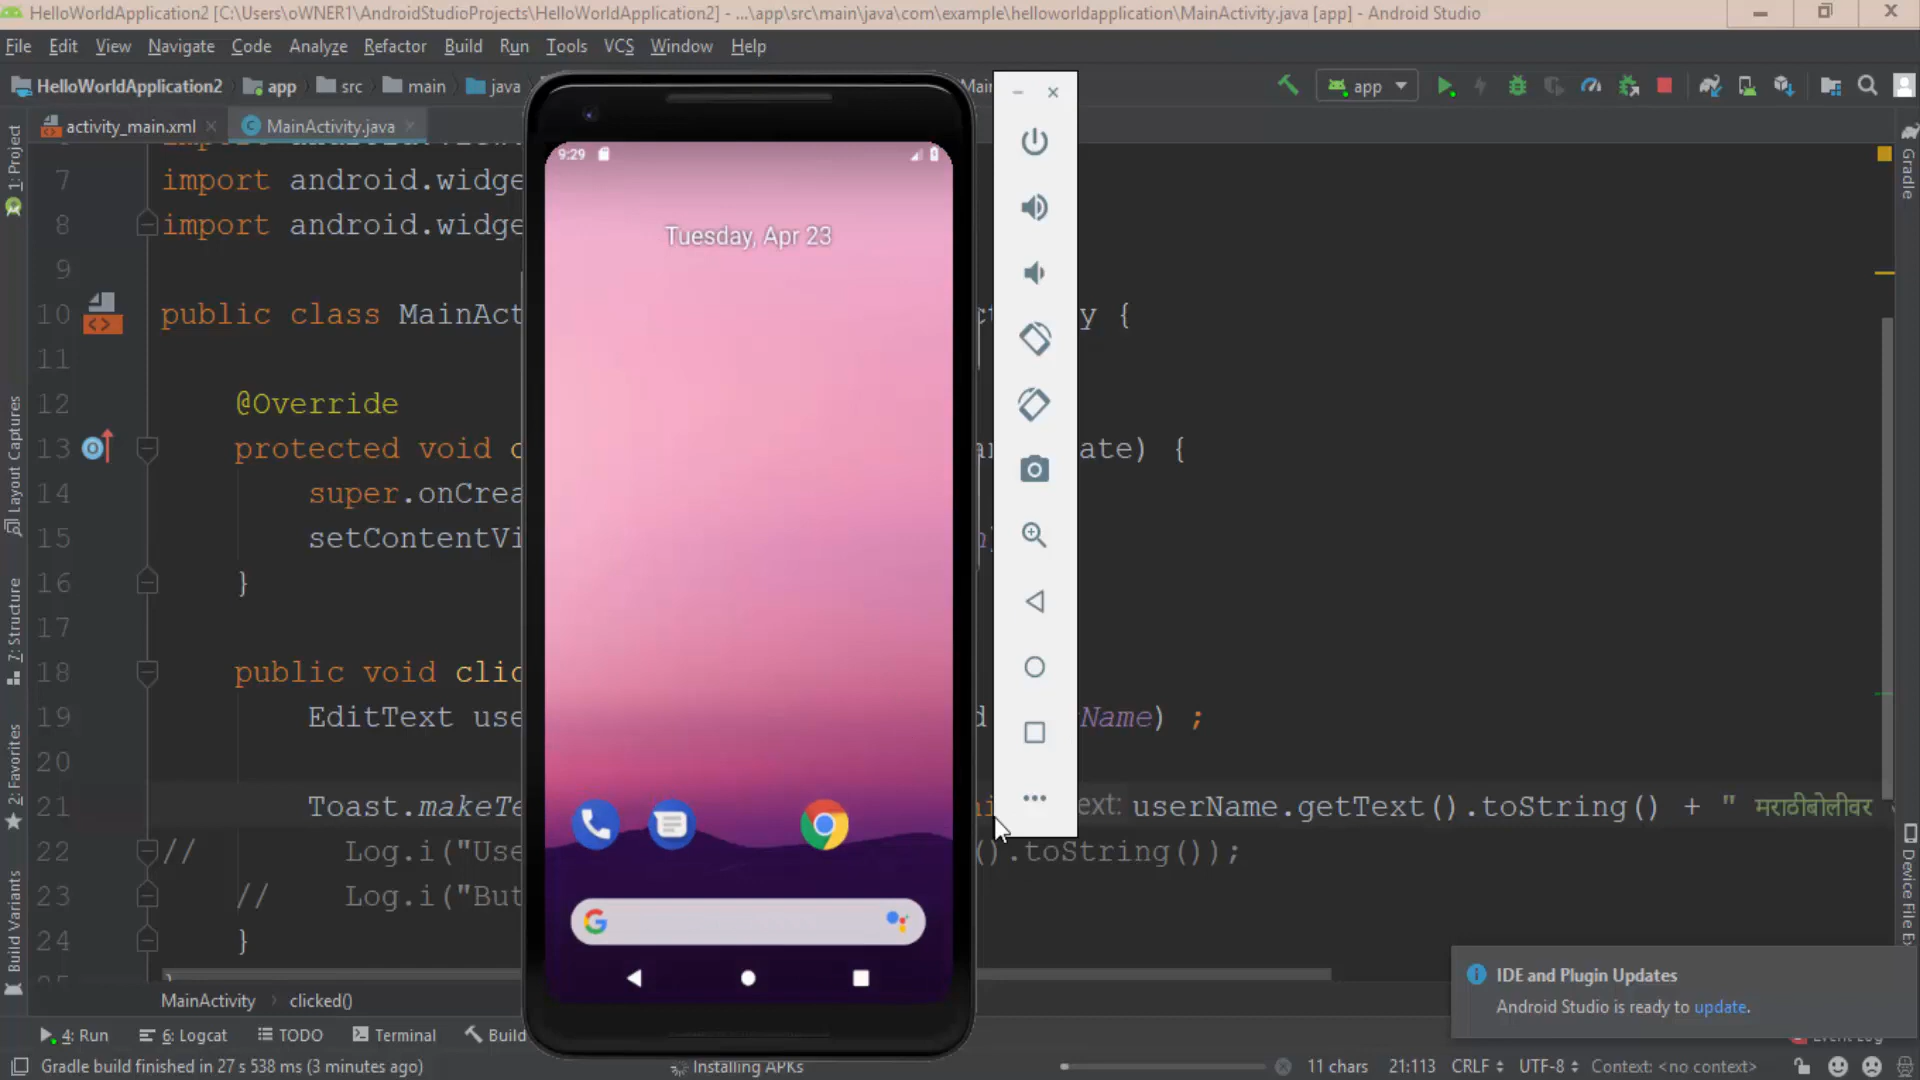 HelloWorldApplication2 [C:\Users\oWNER1\AndroidStudioProjects\HelloWorldApplication2] - ...\app\src\main\java\com\example\helloworldapplication\MainActivity.java [app] - Android Studio
File Edit View Navigate Code Analyze Refactor Build Run Tools VCS Window Help
HelloWorldApplication2 app src main java Mai app
activity_main.xml MainActivity.java
1: Project
Layout Captures
7: Structure
2: Favorites
Build Variants
7 import android.widge
8 import android.widge
9
10 public class MainAct y {
11
12 @Override
13 protected void ate) {
14 super.onCrea
15 setContentVi
16 }
17
18 public void clic
19 EditText use Name) ;
20
21 Toast.makeTe ext: userName.getText().toString() + " मराठीबोलीवर
22 // Log.i("Use ().toString());
23 // Log.i("But
24 }
9:29
Tuesday, Apr 23
Gradle
Device File Ex
IDE and Plugin Updates
Android Studio is ready to update.
MainActivity clicked()
4: Run 6: Logcat TODO Terminal Build Event Log
Gradle build finished in 27 s 538 ms (3 minutes ago) Installing APKs 11 chars 21:113 CRLF UTF-8 Context: <no context>